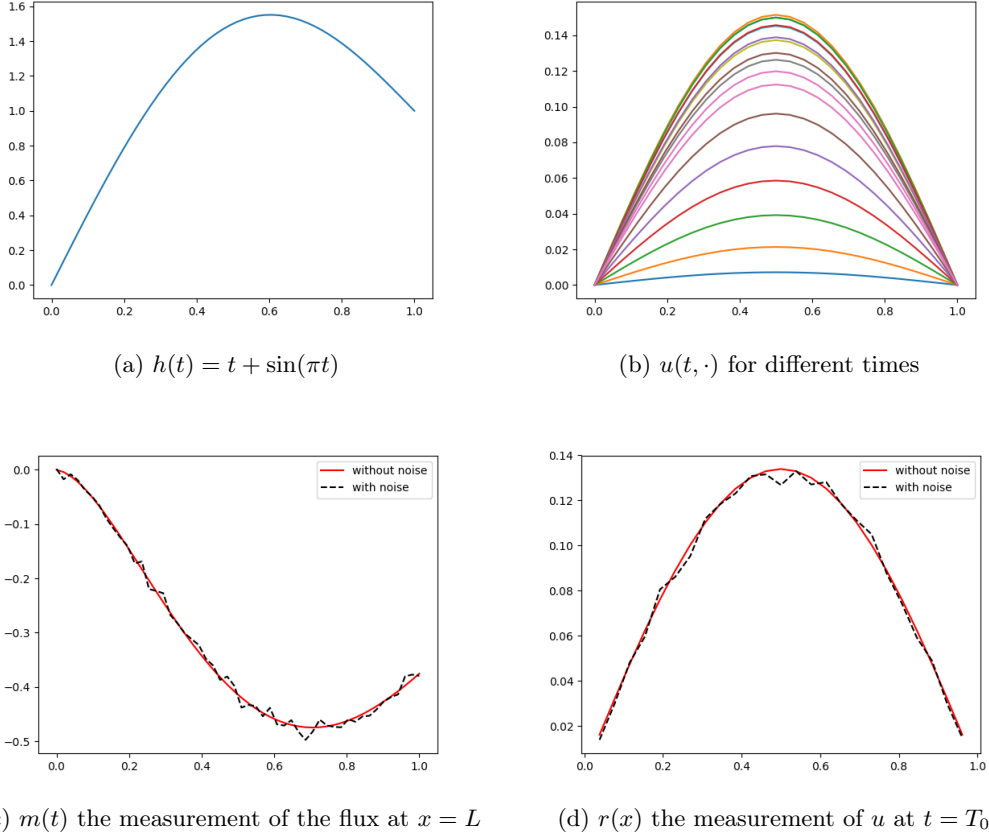 1.6
1.4
1.2
1.0
0.8
0.6
0.4
0.2
0.0
0.0 0.2 0.4 0.6 0.8 1.0
(a) h(t) = t + sin(πt)
0.14
0.12
0.10
0.08
0.06
0.04
0.02
0.00
0.0 0.2 0.4 0.6 0.8 1.0
(b) u(t, ·) for different times
0.0
−0.1
−0.2
−0.3
−0.4
−0.5
0.0 0.2 0.4 0.6 0.8 1.0
without noise
with noise
) m(t) the measurement of the flux at x = L
0.14
0.12
0.10
0.08
0.06
0.04
0.02
0.0 0.2 0.4 0.6 0.8 1.0
without noise
with noise
(d) r(x) the measurement of u at t = T₀